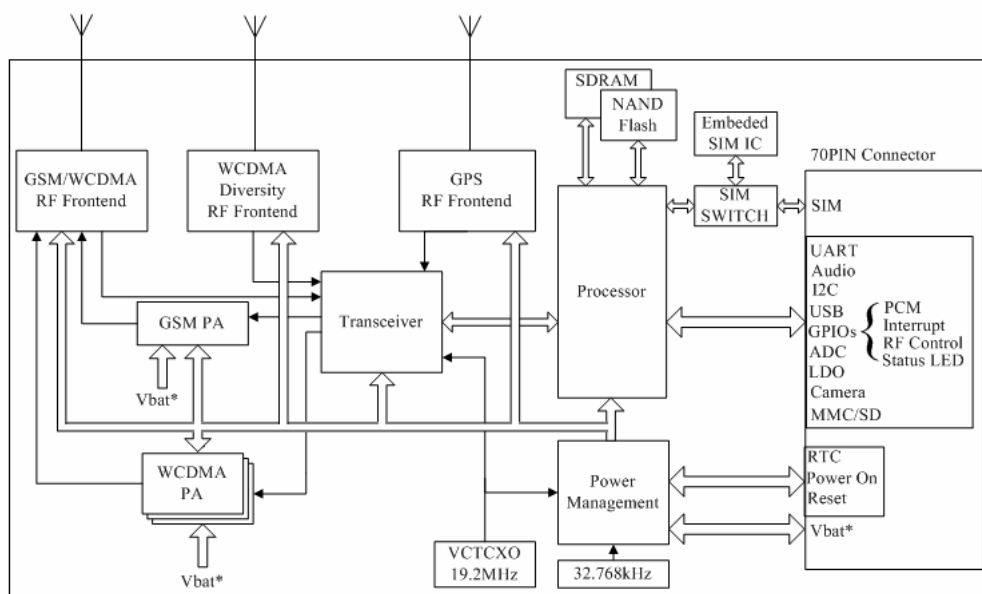 SDRAM
NAND
Flash
Embeded
SIM IC
70PIN Connector
GSM/WCDMA
RF Frontend
WCDMA
Diversity
RF Frontend
GPS
RF Frontend
SIM
SWITCH
SIM
Processor
Transceiver
GSM PA
Vbat*
UART
Audio
I2C
USB
GPIOs
ADC
LDO
Camera
MMC/SD
PCM
Interrupt
RF Control
Status LED
WCDMA
PA
Vbat*
Power
Management
RTC
Power On
Reset
Vbat*
VCTCXO
19.2MHz
32.768kHz